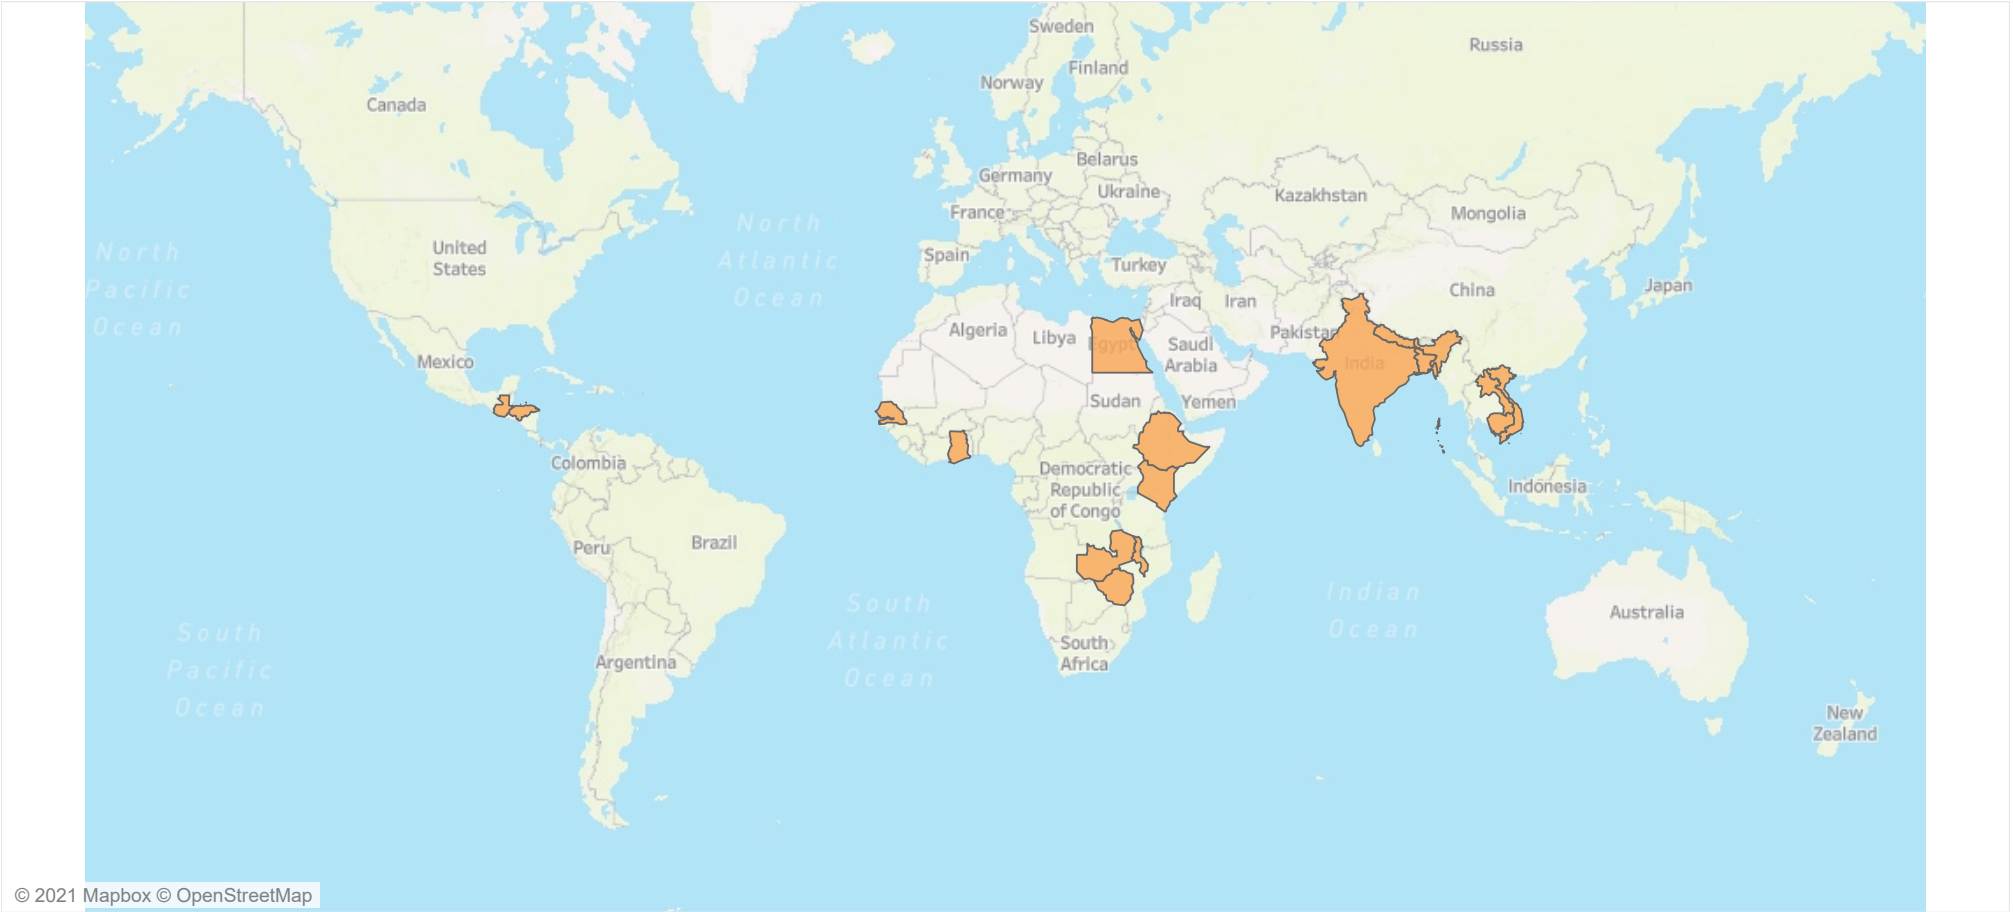 Sweden
Russia
Finland
Norway
Canada
Belarus
Germany
Ukraine
Kazakhstan
France
Mongolia
North
Atlantic
Ocean
North
Pacific
Ocean
United
States
Spain
Turkey
China
Japan
Iraq
Iran
Algeria
Libya
Egypt
Pakistan
Saudi
Arabia
India
Mexico
Sudan
Yemen
Colombia
Democratic
Republic
of Congo
Indonesia
Peru
Brazil
Indian
Ocean
South
Atlantic
Ocean
Australia
South
Pacific
Ocean
South
Africa
Argentina
New
Zealand
© 2021 Mapbox © OpenStreetMap